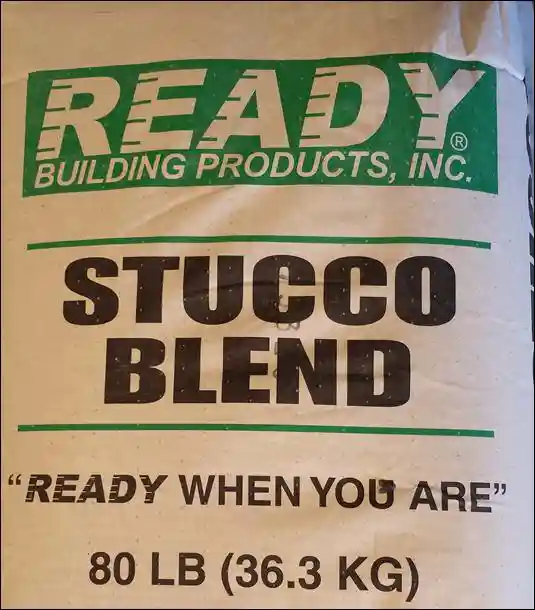 READY®
BUILDING PRODUCTS, INC.
STUCCO
BLEND
"READY WHEN YOU ARE"
80 LB (36.3 KG)